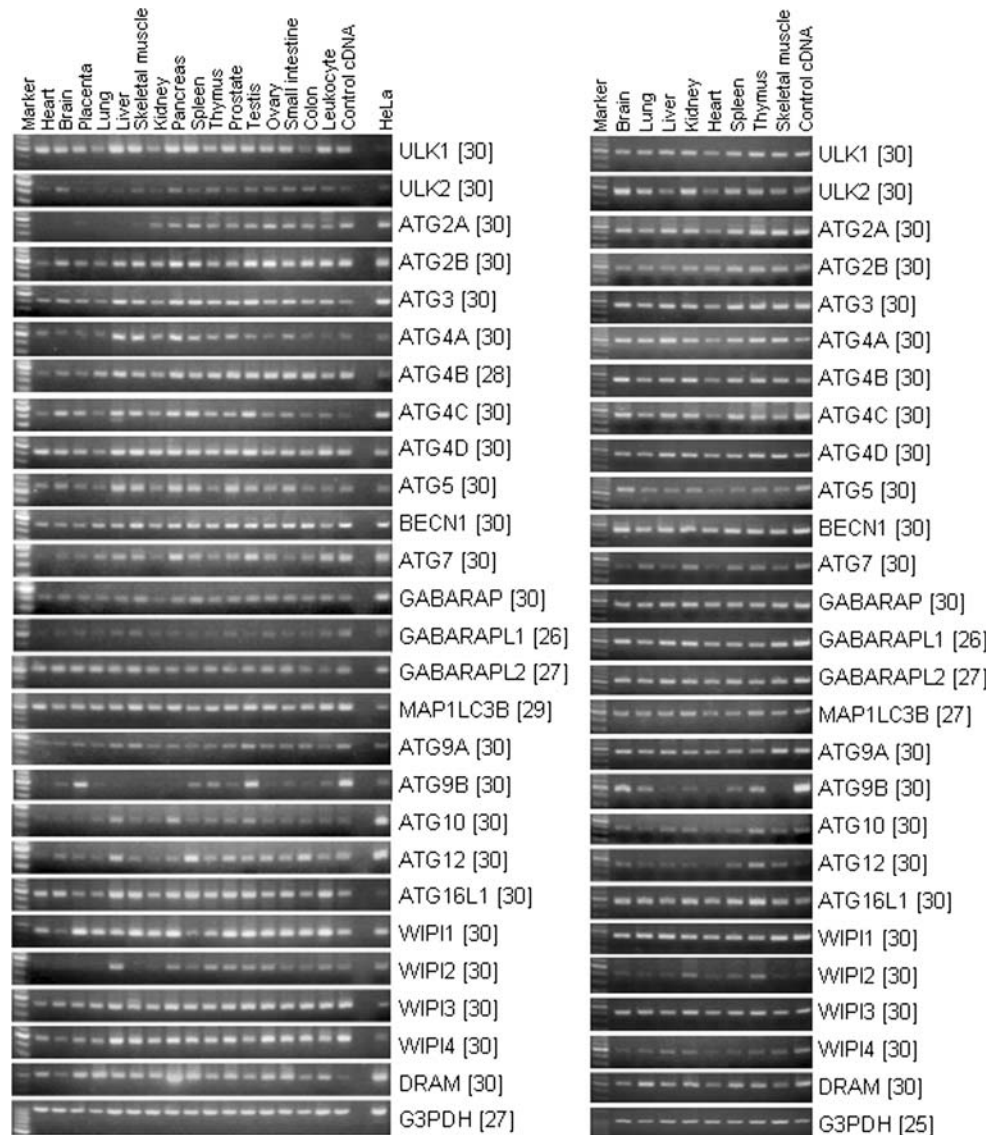 Marker
Heart
Brain
Placenta
Lung
Liver
Skeletal muscle
Kidney
Pancreas
Spleen
Thymus
Prostate
Testis
Ovary
Small intestine
Colon
Leukocyte
Control cDNA
HeLa
ULK1 [30]
ULK2 [30]
ATG2A [30]
ATG2B [30]
ATG3 [30]
ATG4A [30]
ATG4B [28]
ATG4C [30]
ATG4D [30]
ATG5 [30]
BECN1 [30]
ATG7 [30]
GABARAP [30]
GABARAPL1 [26]
GABARAPL2 [27]
MAP1LC3B [29]
ATG9A [30]
ATG9B [30]
ATG10 [30]
ATG12 [30]
ATG16L1 [30]
WIPI1 [30]
WIPI2 [30]
WIPI3 [30]
WIPI4 [30]
DRAM [30]
G3PDH [27]
Marker
Brain
Lung
Liver
Kidney
Heart
Spleen
Thymus
Skeletal muscle
Control cDNA
ULK1 [30]
ULK2 [30]
ATG2A [30]
ATG2B [30]
ATG3 [30]
ATG4A [30]
ATG4B [30]
ATG4C [30]
ATG4D [30]
ATG5 [30]
BECN1 [30]
ATG7 [30]
GABARAP [30]
GABARAPL1 [26]
GABARAPL2 [27]
MAP1LC3B [27]
ATG9A [30]
ATG9B [30]
ATG10 [30]
ATG12 [30]
ATG16L1 [30]
WIPI1 [30]
WIPI2 [30]
WIPI3 [30]
WIPI4 [30]
DRAM [30]
G3PDH [25]